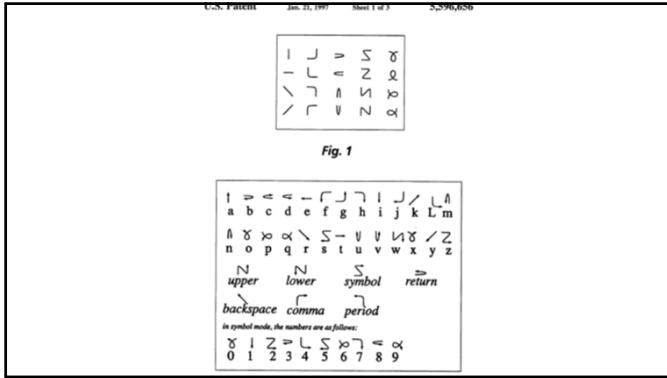 U.S. Patent Jan. 21, 1997 Sheet 1 of 3 5,596,656
Fig. 1
a b c d e f g h i j k L m
n o p q r s t u v w x y z
upper lower symbol return
backspace comma period
in symbol mode, the numbers are as follows:
0 1 2 3 4 5 6 7 8 9